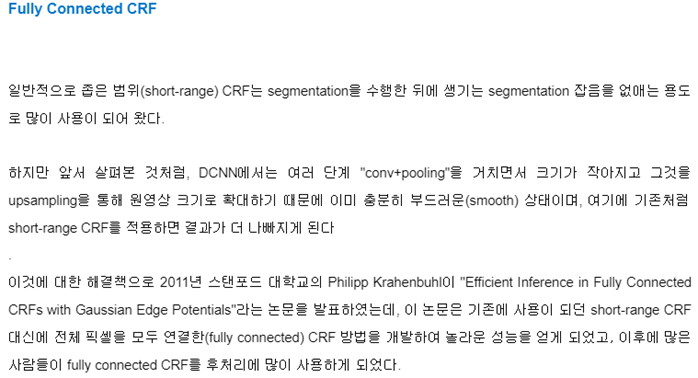 Fully Connected CRF
일반적으로 좁은 범위(short-range) CRF는 segmentation을 수행한 뒤에 생기는 segmentation 잡음을 없애는 용도
로 많이 사용이 되어 왔다.
하지만 앞서 살펴본 것처럼, DCNN에서는 여러 단계 "conv+pooling"을 거치면서 크기가 작아지고 그것을
upsampling을 통해 원영상 크기로 확대하기 때문에 이미 충분히 부드러운(smooth) 상태이며, 여기에 기존처럼
short-range CRF를 적용하면 결과가 더 나빠지게 된다
.
이것에 대한 해결책으로 2011년 스탠포드 대학교의 Philipp Krahenbuhl이 "Efficient Inference in Fully Connected
CRFs with Gaussian Edge Potentials"라는 논문을 발표하였는데, 이 논문은 기존에 사용이 되던 short-range CRF
대신에 전체 픽셀을 모두 연결한(fully connected) CRF 방법을 개발하여 놀라운 성능을 얻게 되었고, 이후에 많은
사람들이 fully connected CRF를 후처리에 많이 사용하게 되었다.